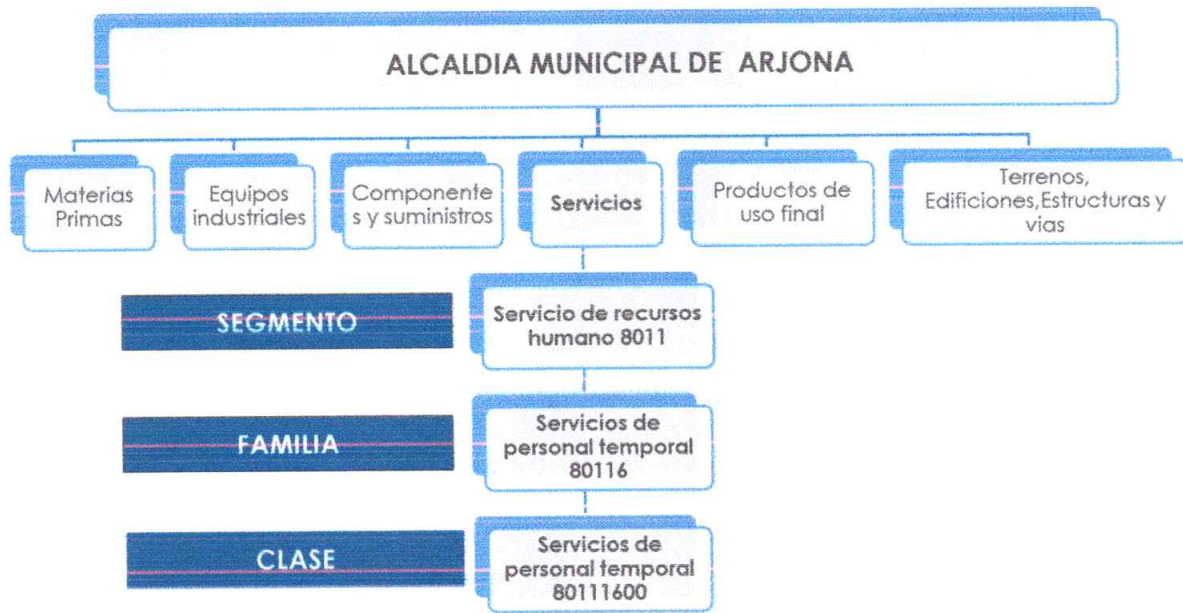 ALCALDIA MUNICIPAL DE ARJONA
Materias
Primas
Equipos
industriales
Componente
s y suministros
Servicios
Productos de
uso final
Terrenos,
Edificiones,Estructuras y
vias
SEGMENTO
Servicio de recursos
humano 8011
FAMILIA
Servicios de
personal temporal
80116
CLASE
Servicios de
personal temporal
80111600